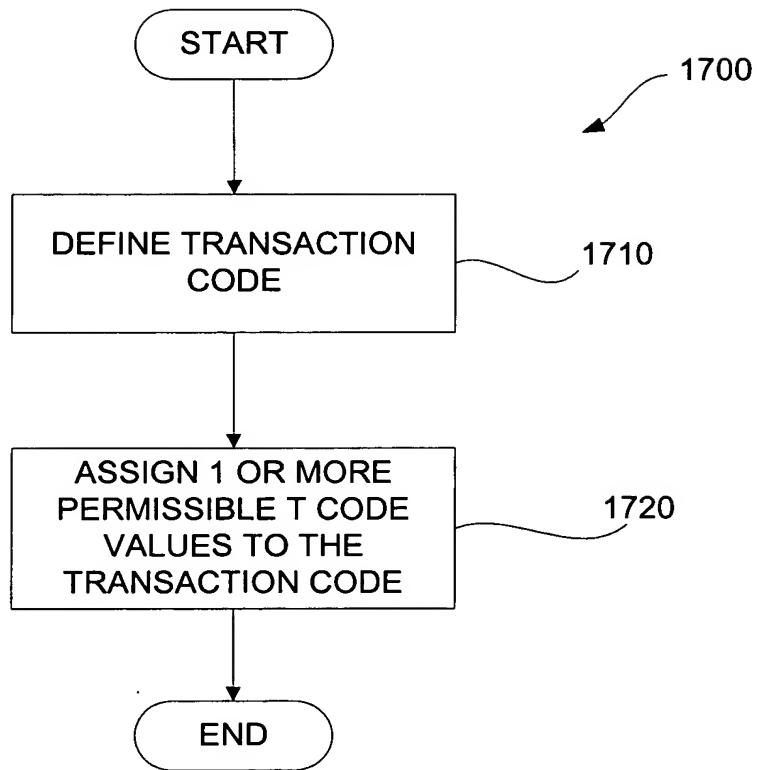 START
1700
DEFINE TRANSACTION
CODE
1710
ASSIGN 1 OR MORE
PERMISSIBLE T CODE
VALUES TO THE
TRANSACTION CODE
1720
END